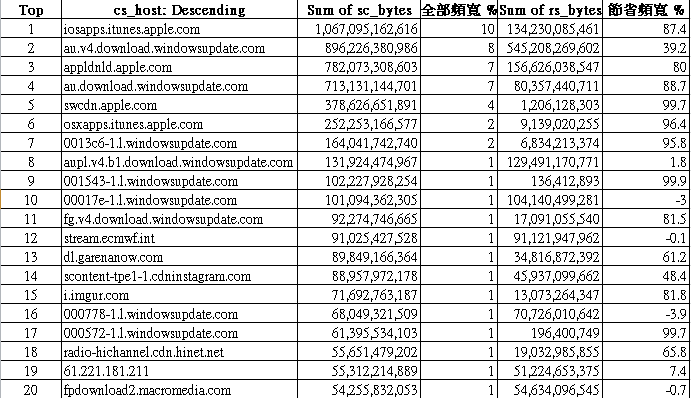 Top cs_host: Descending Sum of sc_bytes 全部頻寬 % Sum of rs_bytes 節省頻寬 %
1 iosapps.itunes.apple.com 1,067,095,162,616 10 134,230,085,461 87.4
2 au.v4.download.windowsupdate.com 896,226,380,986 8 545,208,269,602 39.2
3 appldnld.apple.com 782,073,308,603 7 156,626,038,547 80
4 au.download.windowsupdate.com 713,131,144,701 7 80,357,440,711 88.7
5 swcdn.apple.com 378,626,651,891 4 1,206,128,303 99.7
6 osxapps.itunes.apple.com 252,253,166,577 2 9,139,020,255 96.4
7 0013c6-1.l.windowsupdate.com 164,041,742,740 2 6,834,213,374 95.8
8 aupl.v4.b1.download.windowsupdate.com 131,924,474,967 1 129,491,170,771 1.8
9 001543-1.l.windowsupdate.com 102,227,928,254 1 136,412,893 99.9
10 00017e-1.l.windowsupdate.com 101,094,362,305 1 104,140,499,281 -3
11 fg.v4.download.windowsupdate.com 92,274,746,665 1 17,091,055,540 81.5
12 stream.ecmwf.int 91,025,427,528 1 91,121,947,962 -0.1
13 dl.garenanow.com 89,849,166,364 1 34,816,872,392 61.2
14 scontent-tpe1-1.cdninstagram.com 88,957,972,178 1 45,937,099,662 48.4
15 i.imgur.com 71,692,763,187 1 13,073,264,347 81.8
16 000778-1.l.windowsupdate.com 68,049,321,509 1 70,726,010,642 -3.9
17 000572-1.l.windowsupdate.com 61,395,534,103 1 196,400,749 99.7
18 radio-hichannel.cdn.hinet.net 55,651,479,202 1 19,032,985,855 65.8
19 61.221.181.211 55,312,214,889 1 51,224,653,375 7.4
20 fpdownload2.macromedia.com 54,255,832,053 1 54,634,096,545 -0.7